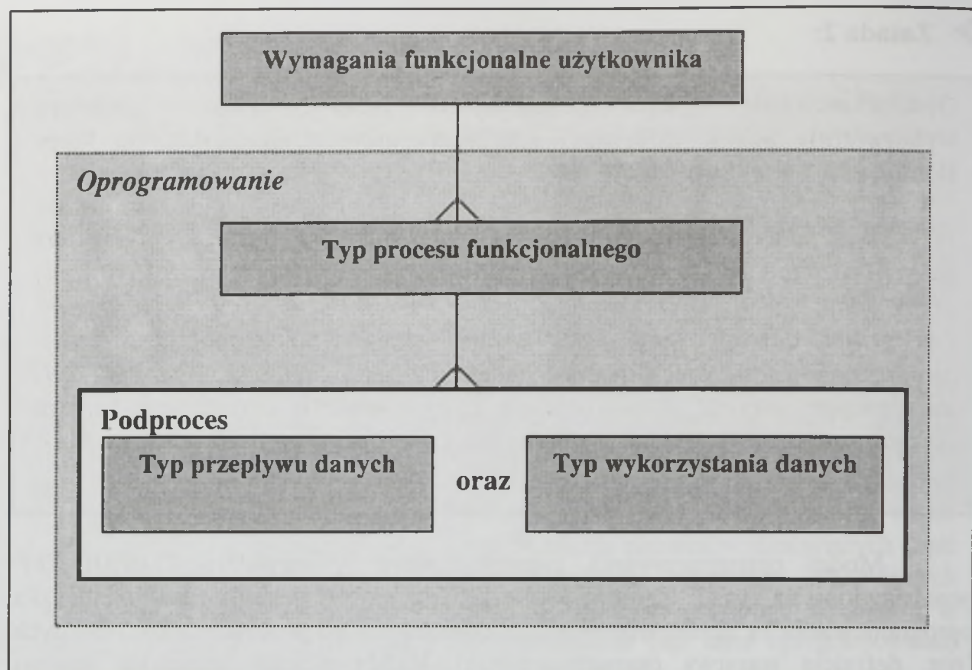 Wymagania funkcjonalne użytkownika
Oprogramowanie
Typ procesu funkcjonalnego
Podproces
Typ przepływu danych
oraz
Typ wykorzystania danych